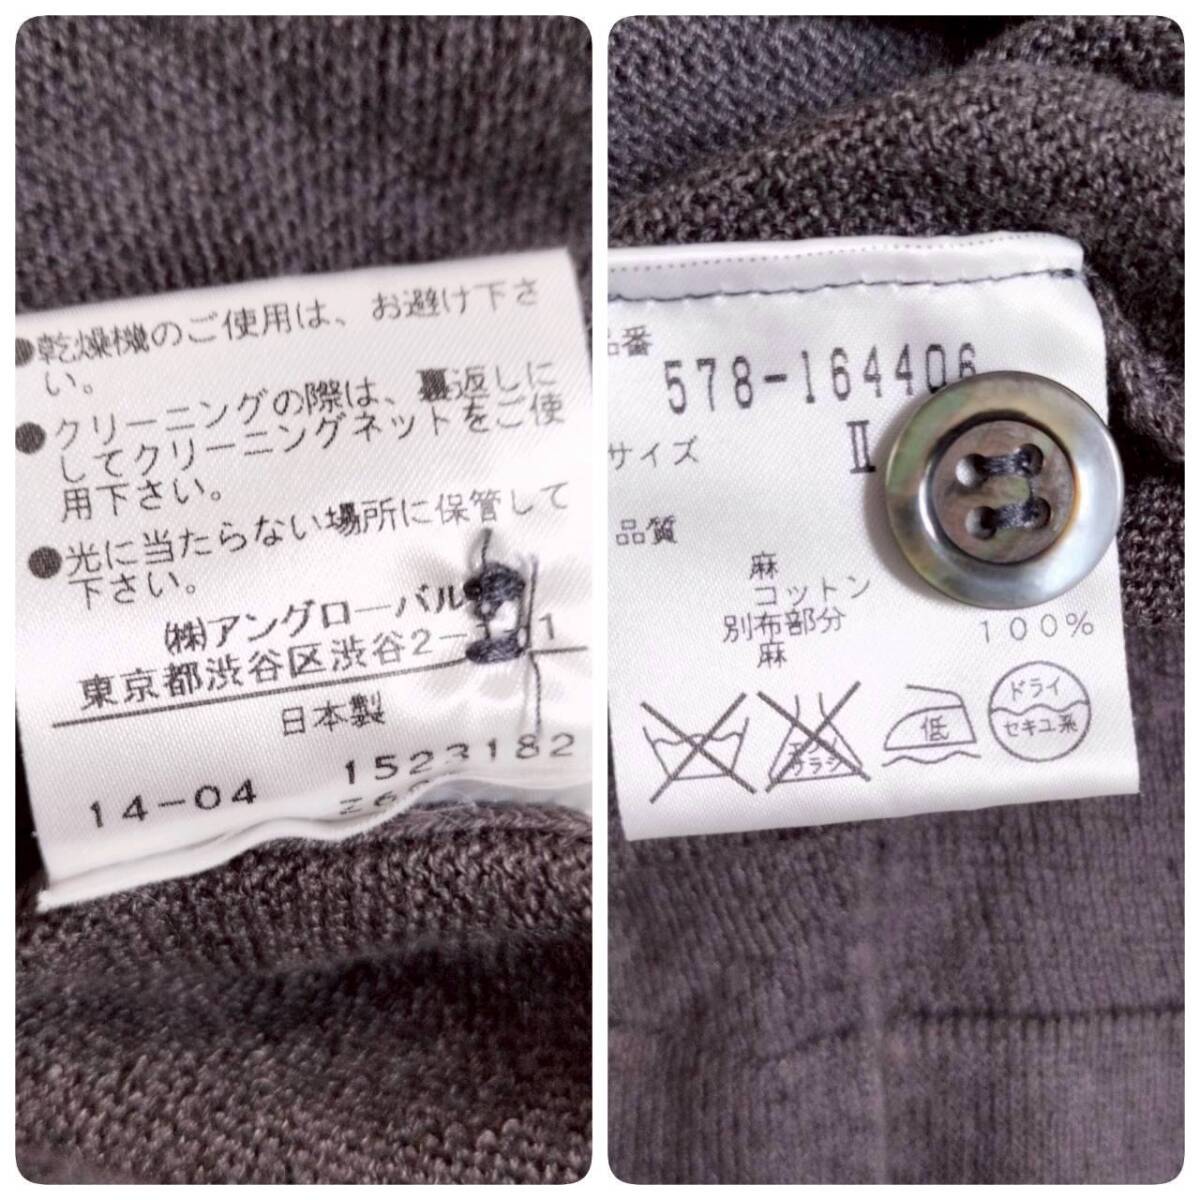 ●乾燥機のご使用は、お避け下さ
い。
●クリーニングの際は、裏返しに
してクリーニングネットをご使
用下さい。
●光に当たらない場所に保管して
下さい。
㈱アングローバル
東京都渋谷区渋谷2-
日本製
14-04 1523182
品番
578-164406
サイズ II
品質
麻
コットン
別布部分
麻 100%
低
ドライ
セキユ系